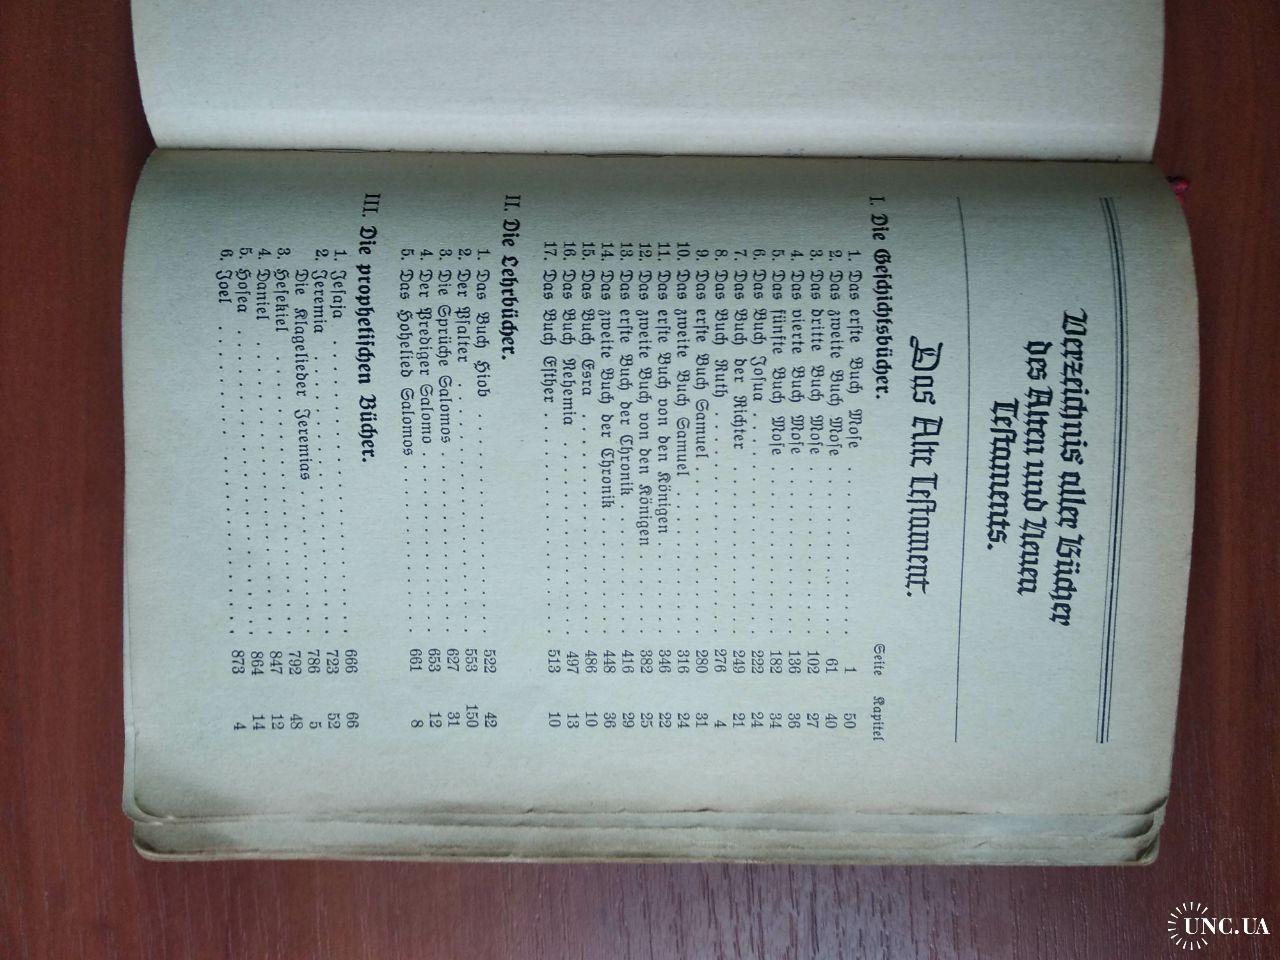 Verzeichnis aller Bücher
des Alten und Neuen
Testaments.
Das Alte Testament.
Seite Kapitel
I. Die Geschichtsbücher.
1. Das erste Buch Mose . . . . . . . . . . 1 50
2. Das zweite Buch Mose . . . . . . . . . . 61 40
3. Das dritte Buch Mose . . . . . . . . . . 102 27
4. Das vierte Buch Mose . . . . . . . . . . 136 36
5. Das fünfte Buch Mose . . . . . . . . . . 182 34
6. Das Buch Josua . . . . . . . . . . 222 24
7. Das Buch der Richter . . . . . . . . . . 249 21
8. Das Buch Ruth . . . . . . . . . . 276 4
9. Das erste Buch Samuel . . . . . . . . . . 280 31
10. Das zweite Buch Samuel . . . . . . . . . . 316 24
11. Das erste Buch von den Königen . . . . . . . 346 22
12. Das zweite Buch von den Königen . . . . . . 382 25
13. Das erste Buch der Chronik . . . . . . . . 416 29
14. Das zweite Buch der Chronik . . . . . . . . 448 36
15. Das Buch Esra . . . . . . . . . . 486 10
16. Das Buch Nehemia . . . . . . . . . . 497 13
17. Das Buch Esther . . . . . . . . . . 513 10
II. Die Lehrbücher.
1. Das Buch Hiob . . . . . . . . . . 522 42
2. Der Psalter . . . . . . . . . . 553 150
3. Die Sprüche Salomos . . . . . . . . . . 627 31
4. Der Prediger Salomo . . . . . . . . . . 653 12
5. Das Hohelied Salomos . . . . . . . . . . 661 8
III. Die prophetischen Bücher.
1. Jesaja . . . . . . . . . . 666 66
2. Jeremia . . . . . . . . . . 723 52
Die Klagelieder Jeremias . . . . . . . . . . 786 5
3. Hesekiel . . . . . . . . . . 792 48
4. Daniel . . . . . . . . . . 847 12
5. Hosea . . . . . . . . . . 864 14
6. Joel . . . . . . . . . . 873 4
UNC.UA